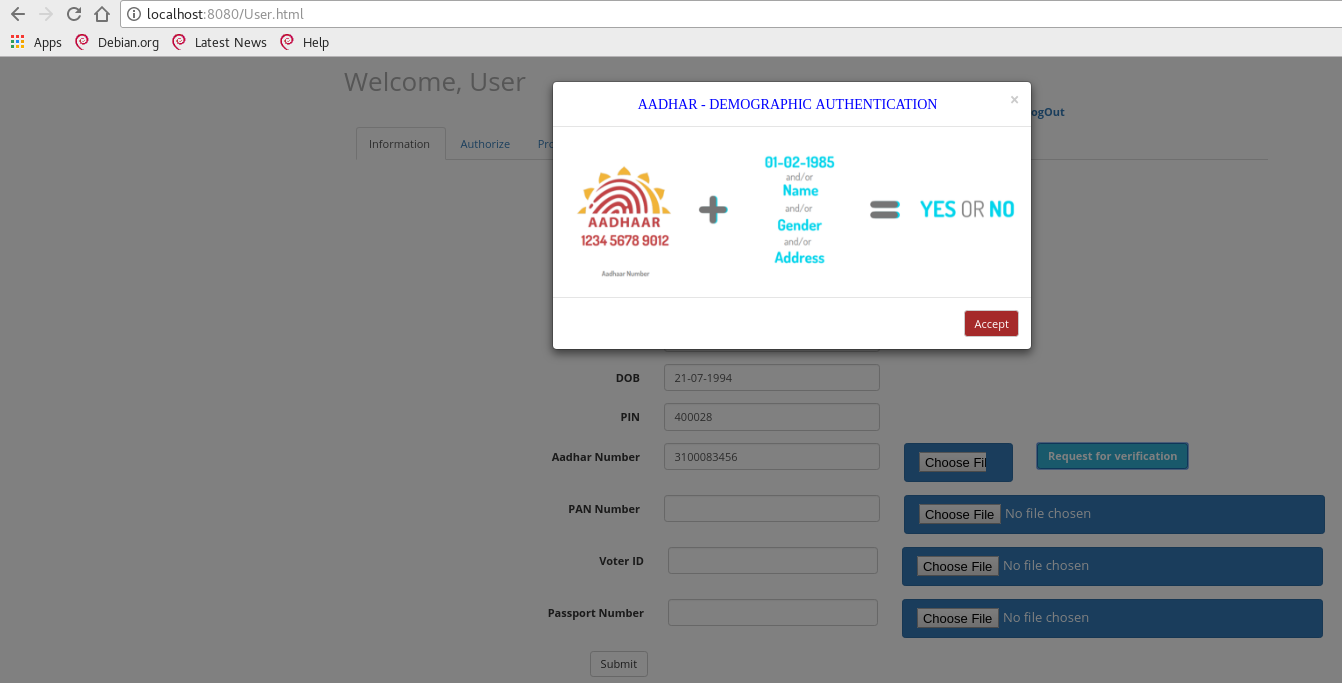 localhost:8080/User.html
Apps Debian.org Latest News Help
Welcome, User
AADHAR - DEMOGRAPHIC AUTHENTICATION ×
ogOut
Information Authorize Pro
01-02-1985
and/or
Name
and/or
Gender
and/or
Address
AADHAAR
1234 5678 9012
Aadhaar Number
+
=
YES OR NO
Accept
DOB 21-07-1994
PIN 400028
Aadhar Number 3100083456 Choose Fil Request for verification
PAN Number Choose File No file chosen
Voter ID Choose File No file chosen
Passport Number Choose File No file chosen
Submit